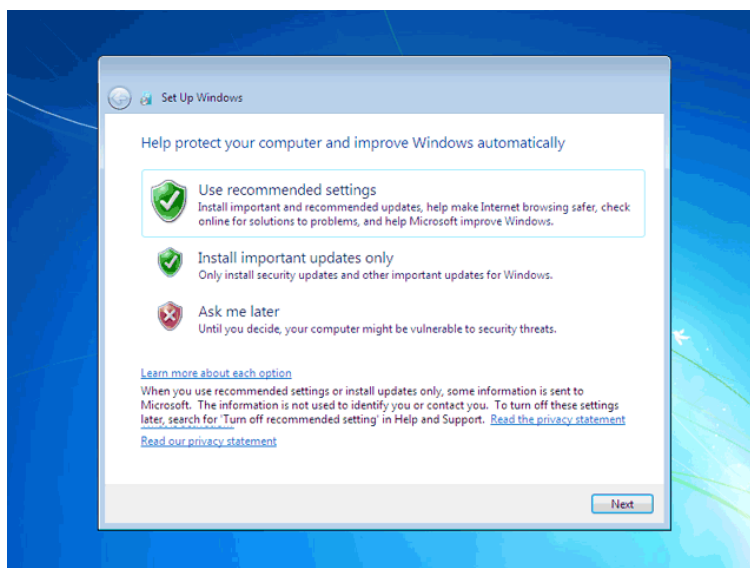 Set Up Windows
Help protect your computer and improve Windows automatically
Use recommended settings
Install important and recommended updates, help make Internet browsing safer, check
online for solutions to problems, and help Microsoft improve Windows.
Install important updates only
Only install security updates and other important updates for Windows.
Ask me later
Until you decide, your computer might be vulnerable to security threats.
Learn more about each option
When you use recommended settings or install updates only, some information is sent to
Microsoft. The information is not used to identify you or contact you. To turn off these settings
later, search for 'Turn off recommended setting' in Help and Support. Read the privacy statement
Read our privacy statement
Next